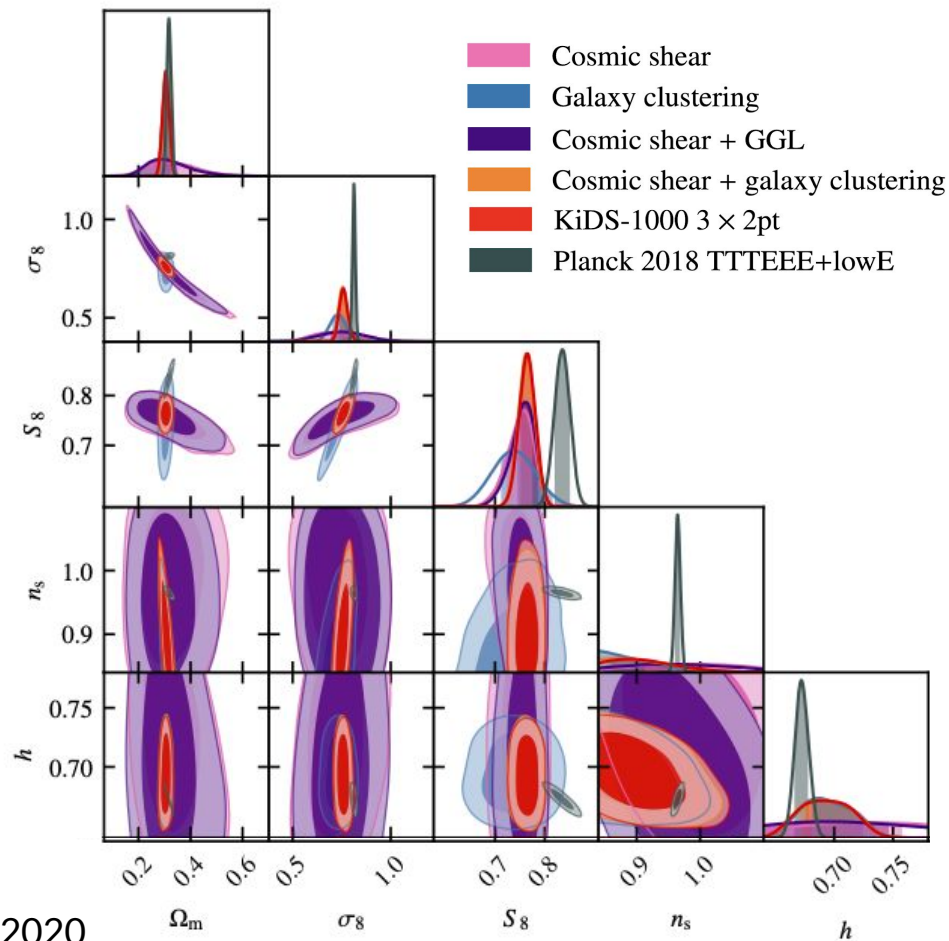 Cosmic shear
Galaxy clustering
Cosmic shear + GGL
Cosmic shear + galaxy clustering
KiDS-1000 3 × 2pt
Planck 2018 TTTEEE+lowE
1.0
σ₈
0.5
0.8
S₈
0.7
1.0
nₛ
0.9
0.75
h
0.70
0.2 0.4 0.6 0.5 1.0 0.7 0.8 0.9 1.0 0.70 0.75
Ωₘ σ₈ S₈ nₛ h
2020